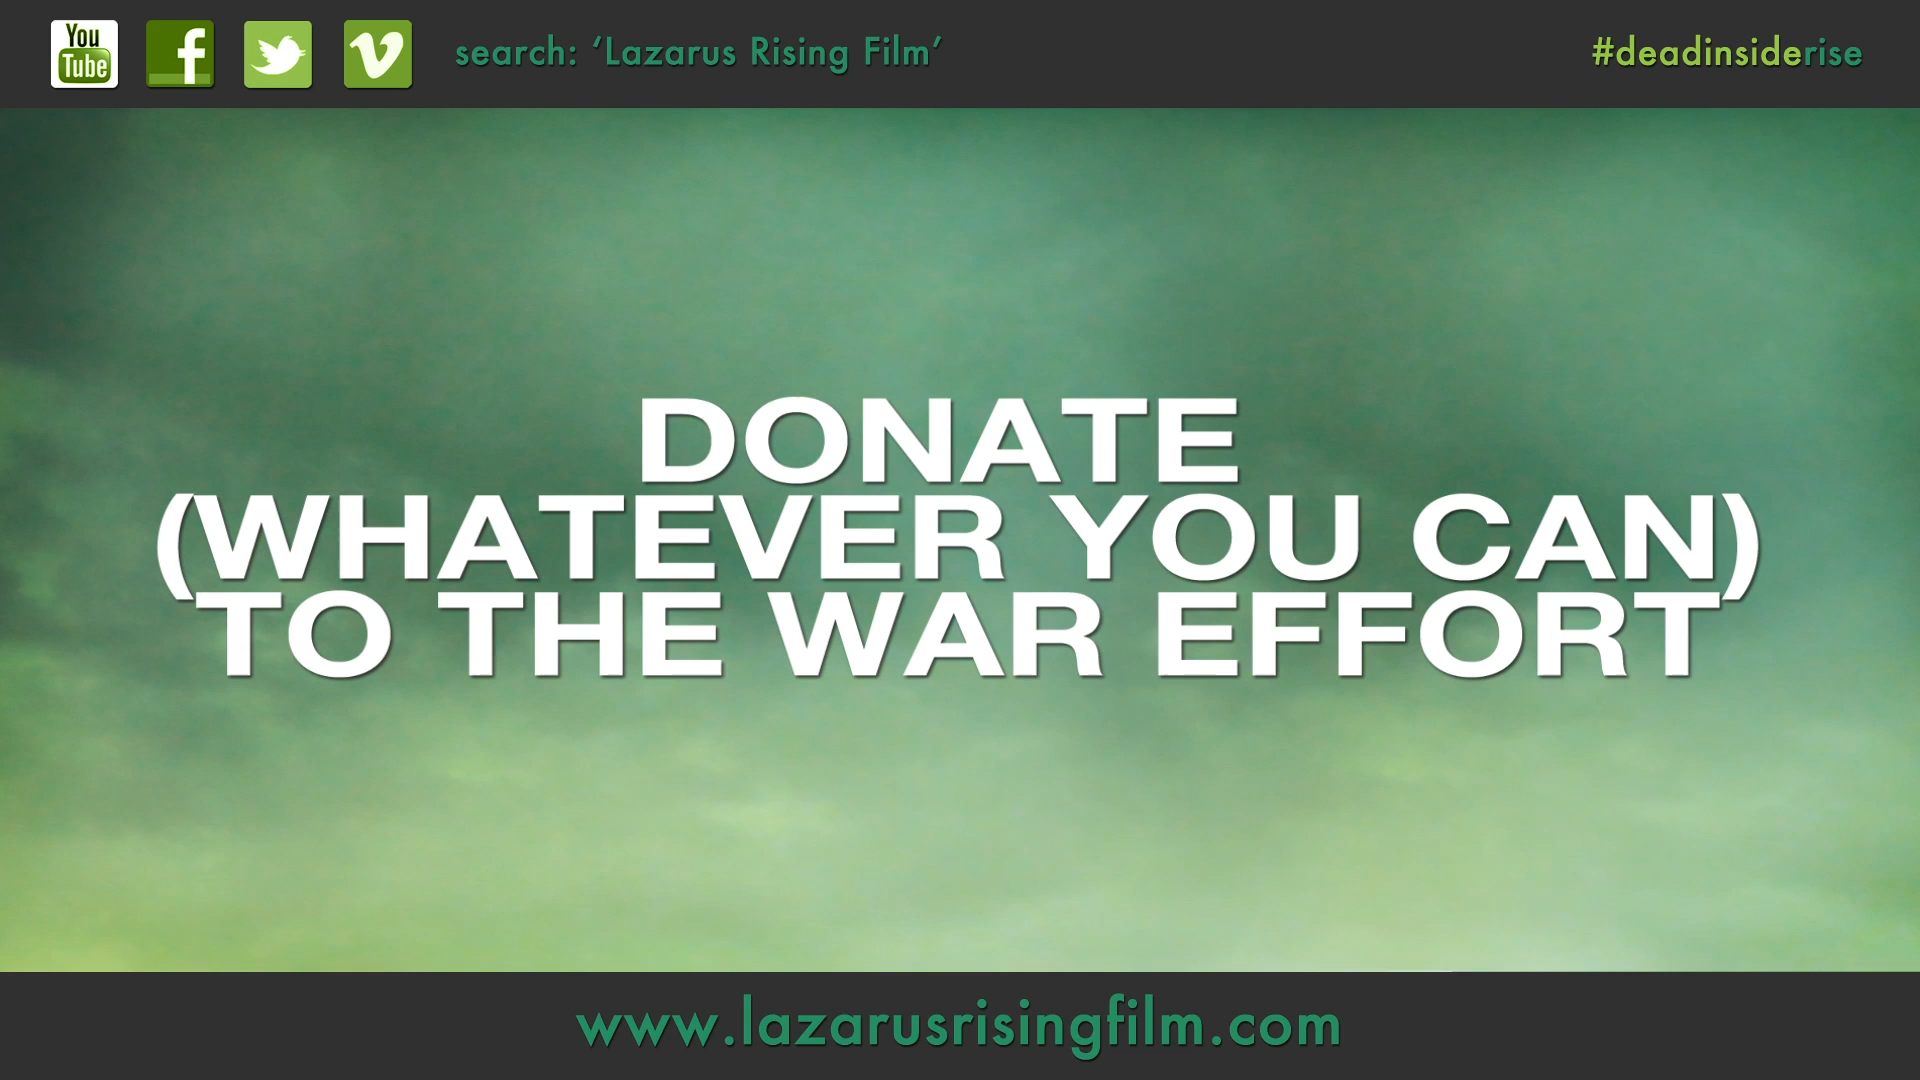 You
Tube
f
search: ‘Lazarus Rising Film’
#deadinsiderise
DONATE
(WHATEVER YOU CAN)
TO THE WAR EFFORT
www.lazarusrisingfilm.com